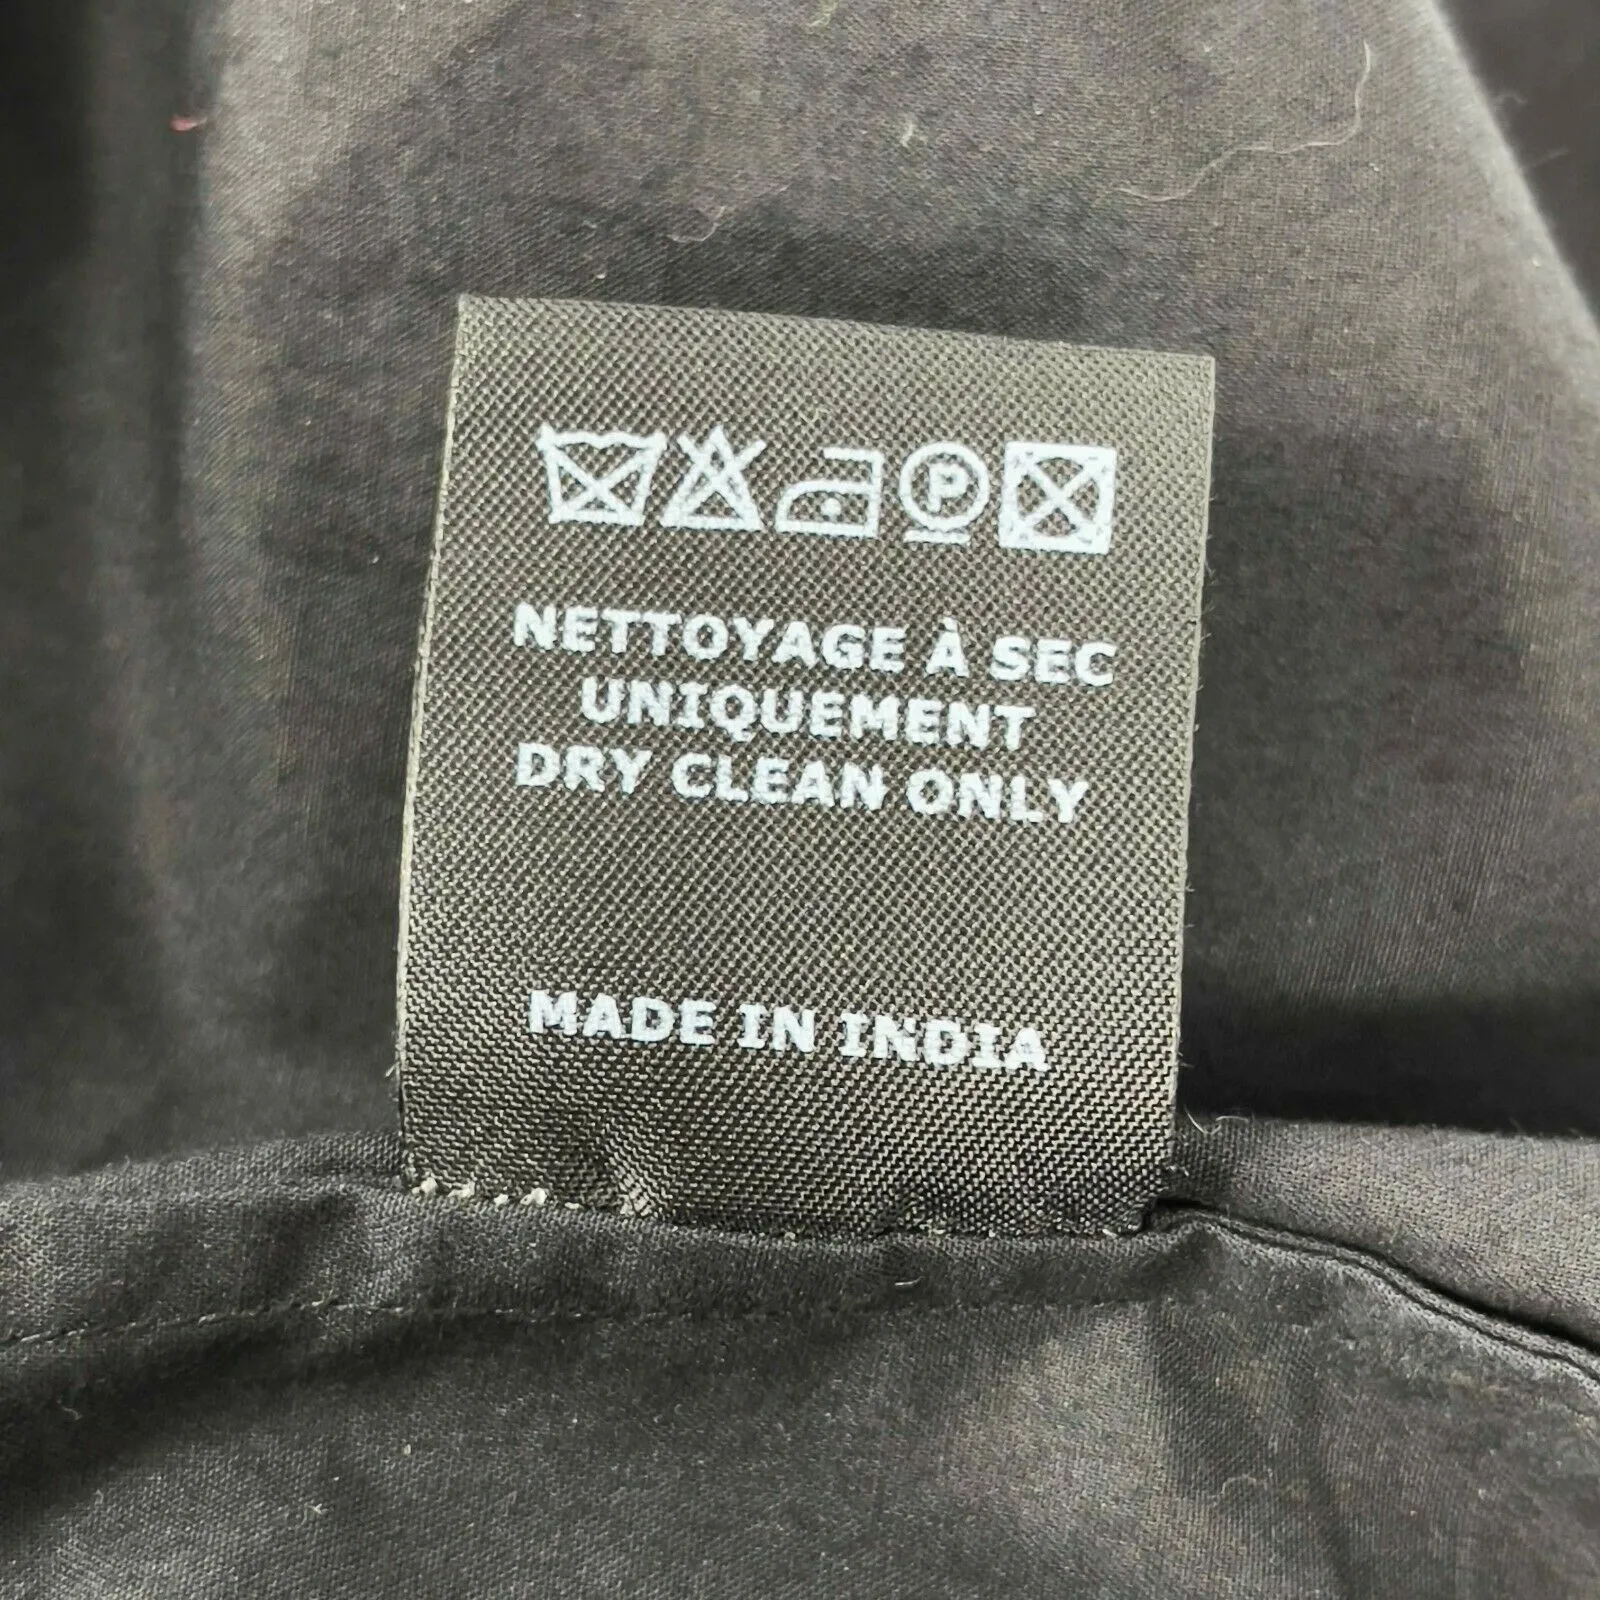 P
NETTOYAGE À SEC
UNIQUEMENT
DRY CLEAN ONLY
MADE IN INDIA